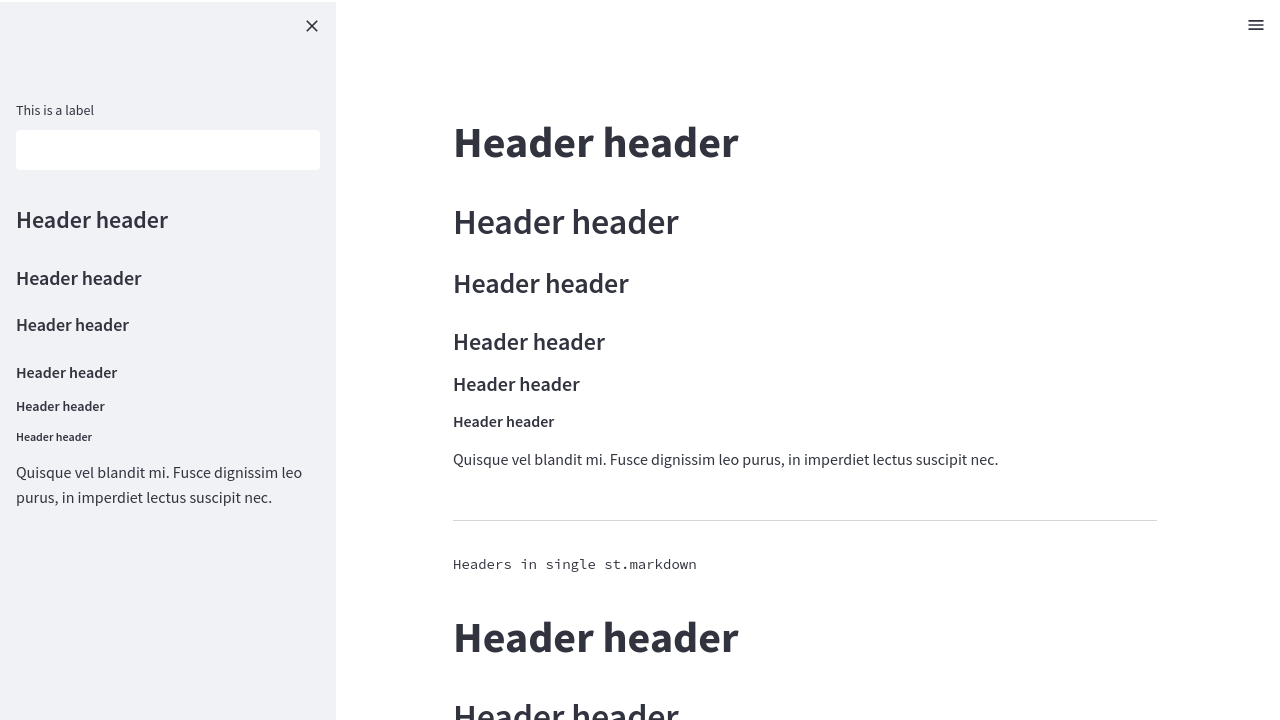 This is a label
Header header
Header header
Header header
Header header
Header header
Header header
Quisque vel blandit mi. Fusce dignissim leo
purus, in imperdiet lectus suscipit nec.
Header header
Header header
Header header
Header header
Header header
Header header
Quisque vel blandit mi. Fusce dignissim leo purus, in imperdiet lectus suscipit nec.
Headers in single st.markdown
Header header
Header header